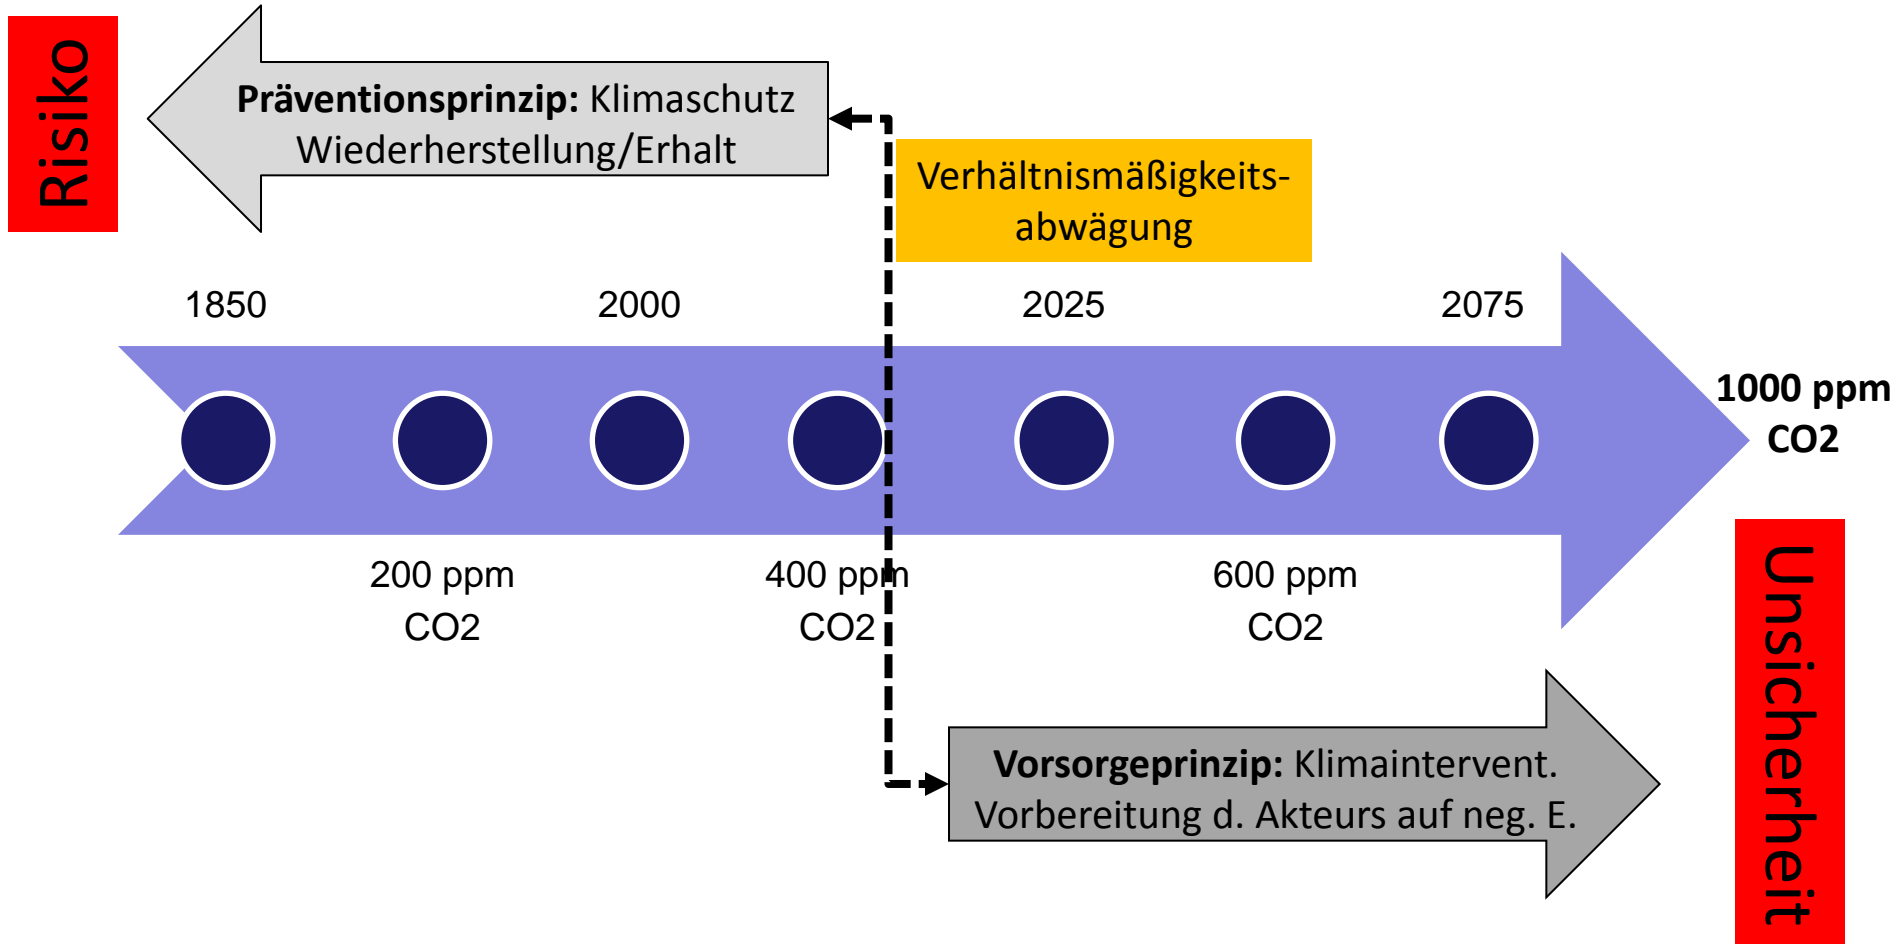 Risiko
Präventionsprinzip: Klimaschutz
Wiederherstellung/Erhalt
Verhältnismäßigkeits-
abwägung
1850
2000
2025
2075
1000 ppm
CO2
200 ppm
CO2
400 ppm
CO2
600 ppm
CO2
Vorsorgeprinzip: Klimaintervent.
Vorbereitung d. Akteurs auf neg. E.
Unsicherheit